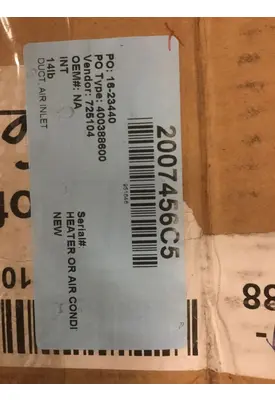 2007456C5
PO: 16-23440
PO Type: 400388600
Vendor: 725104
OEM#: NA
INT
Serial#
HEATER OR AIR CONDI
NEW
14lb
DUCT: AIR INLET